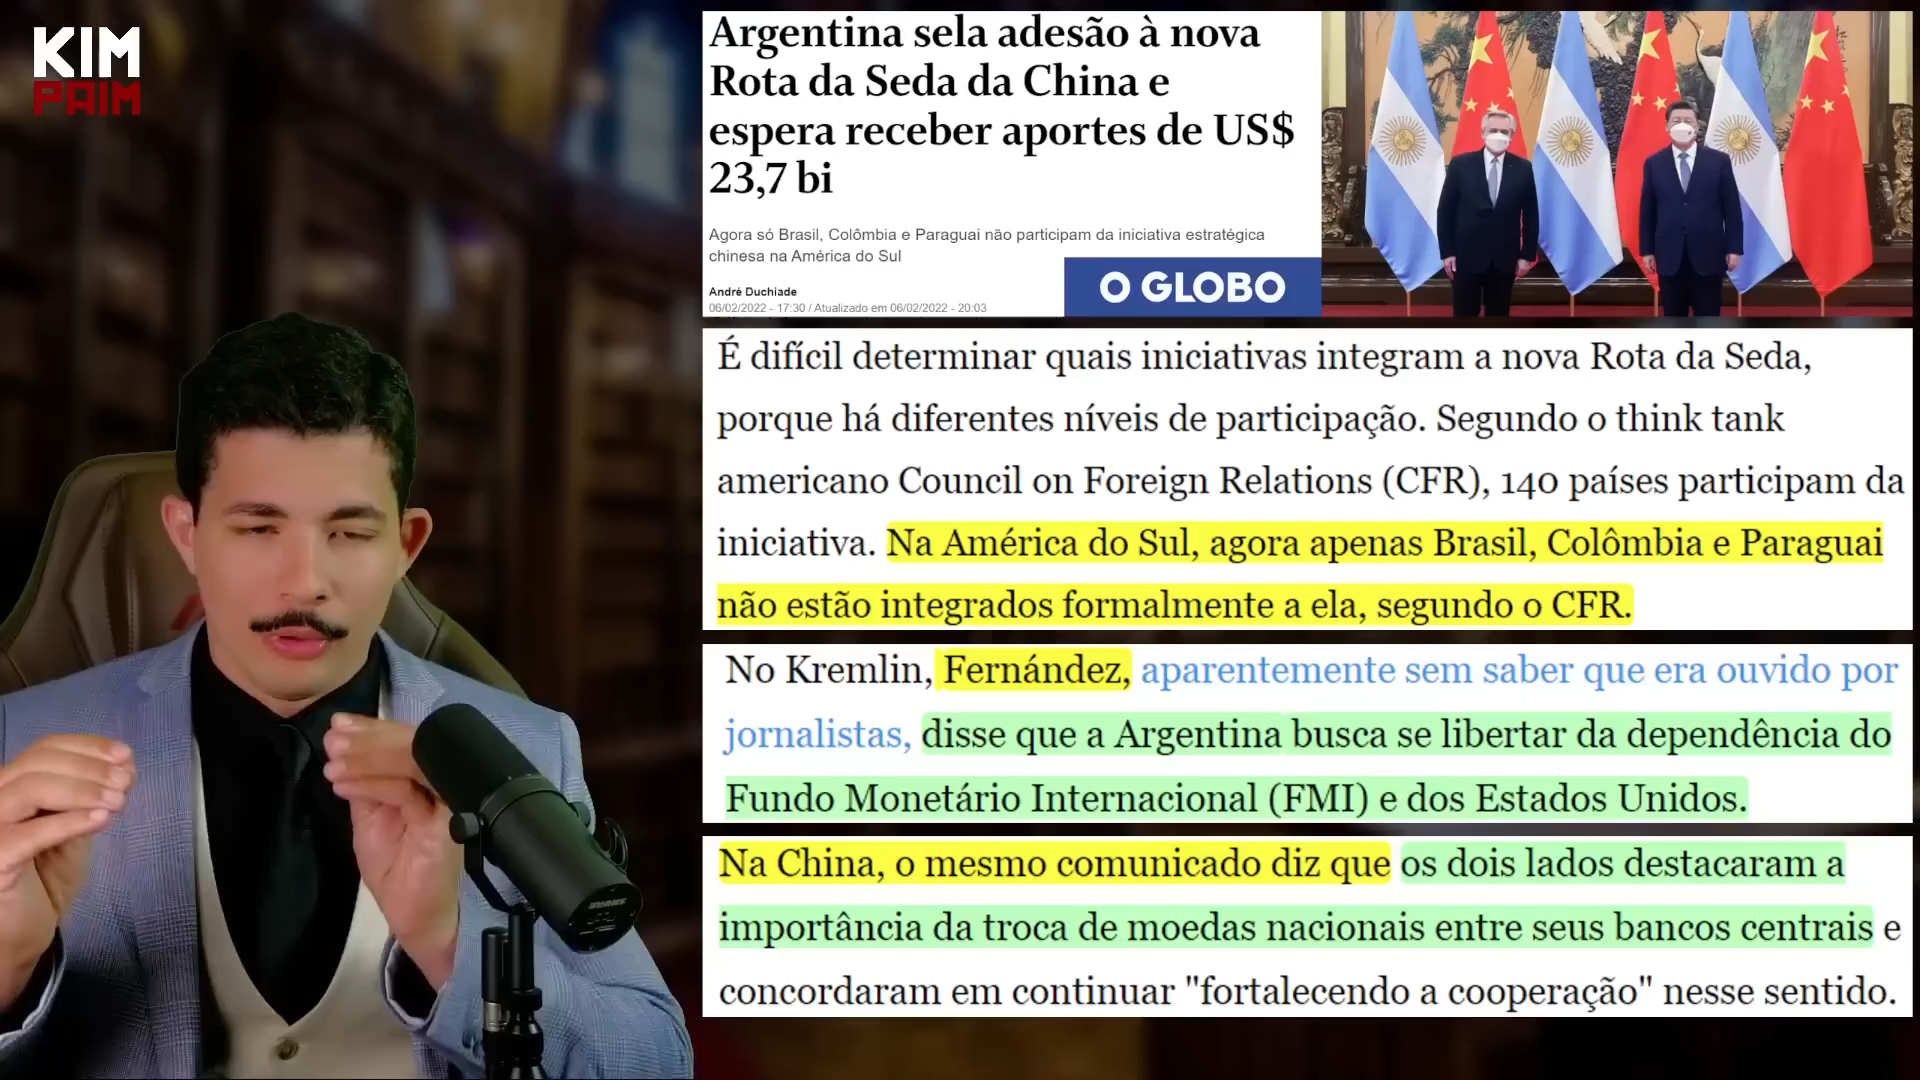 KIM
PAIM
Argentina sela adesão à nova
Rota da Seda da China e
espera receber aportes de US$
23,7 bi
Agora só Brasil, Colômbia e Paraguai não participam da iniciativa estratégica
chinesa na América do Sul
André Duchiade
06/02/2022 - 17:30 / Atualizado em 06/02/2022 - 20:03
O GLOBO
É difícil determinar quais iniciativas integram a nova Rota da Seda,
porque há diferentes níveis de participação. Segundo o think tank
americano Council on Foreign Relations (CFR), 140 países participam da
iniciativa. Na América do Sul, agora apenas Brasil, Colômbia e Paraguai
não estão integrados formalmente a ela, segundo o CFR.
No Kremlin, Fernández, aparentemente sem saber que era ouvido por
jornalistas, disse que a Argentina busca se libertar da dependência do
Fundo Monetário Internacional (FMI) e dos Estados Unidos.
Na China, o mesmo comunicado diz que os dois lados destacaram a
importância da troca de moedas nacionais entre seus bancos centrais e
concordaram em continuar "fortalecendo a cooperação" nesse sentido.